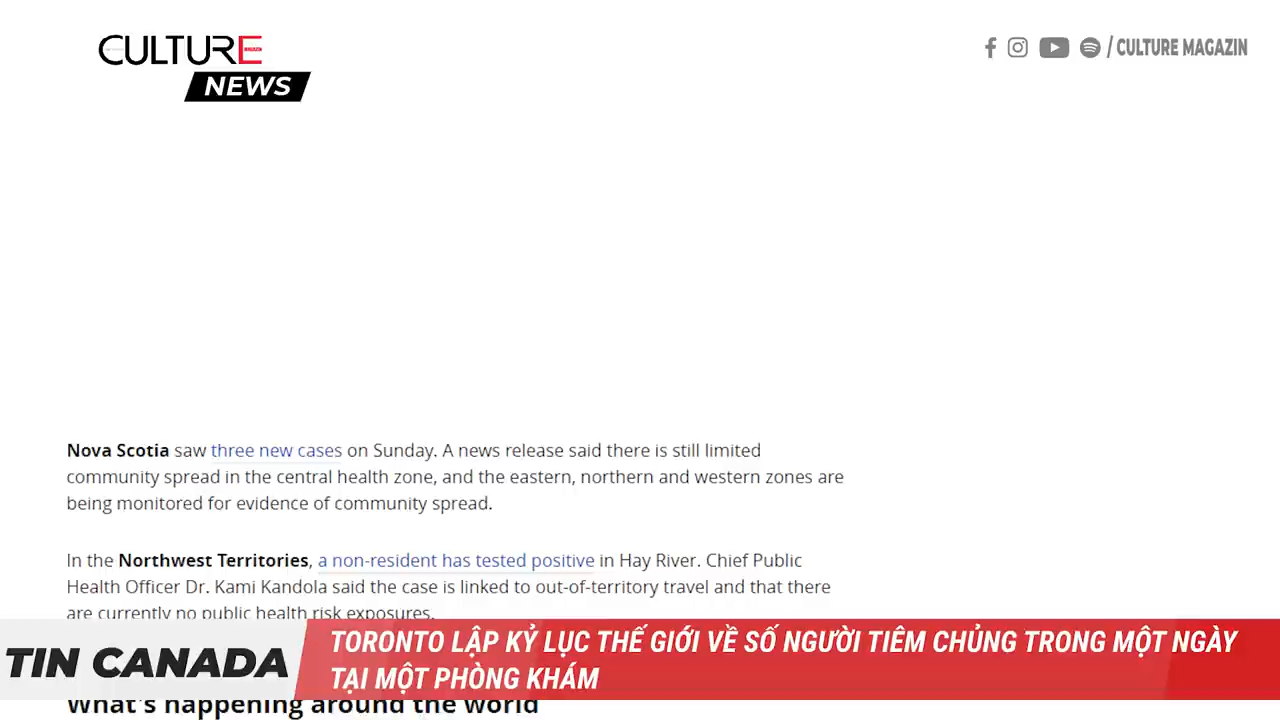 CULTURE
NEWS
/ CULTURE MAGAZIN
Nova Scotia saw three new cases on Sunday. A news release said there is still limited
community spread in the central health zone, and the eastern, northern and western zones are
being monitored for evidence of community spread.
In the Northwest Territories, a non-resident has tested positive in Hay River. Chief Public
Health Officer Dr. Kami Kandola said the case is linked to out-of-territory travel and that there
are currently no public health risk exposures.
TIN CANADA
TORONTO LẬP KỶ LỤC THẾ GIỚI VỀ SỐ NGƯỜI TIÊM CHỦNG TRONG MỘT NGÀY
TẠI MỘT PHÒNG KHÁM
What's happening around the world